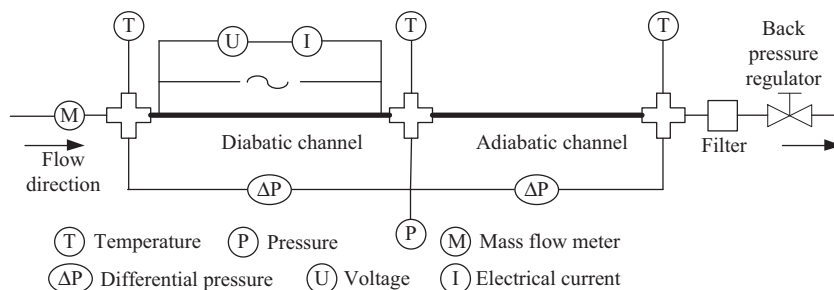 T
T
T
U
I
Back
pressure
regulator
M
Diabatic channel
Adiabatic channel
Filter
Flow
direction
ΔP
ΔP
P
T Temperature
P Pressure
M Mass flow meter
ΔP Differential pressure
U Voltage
I Electrical current